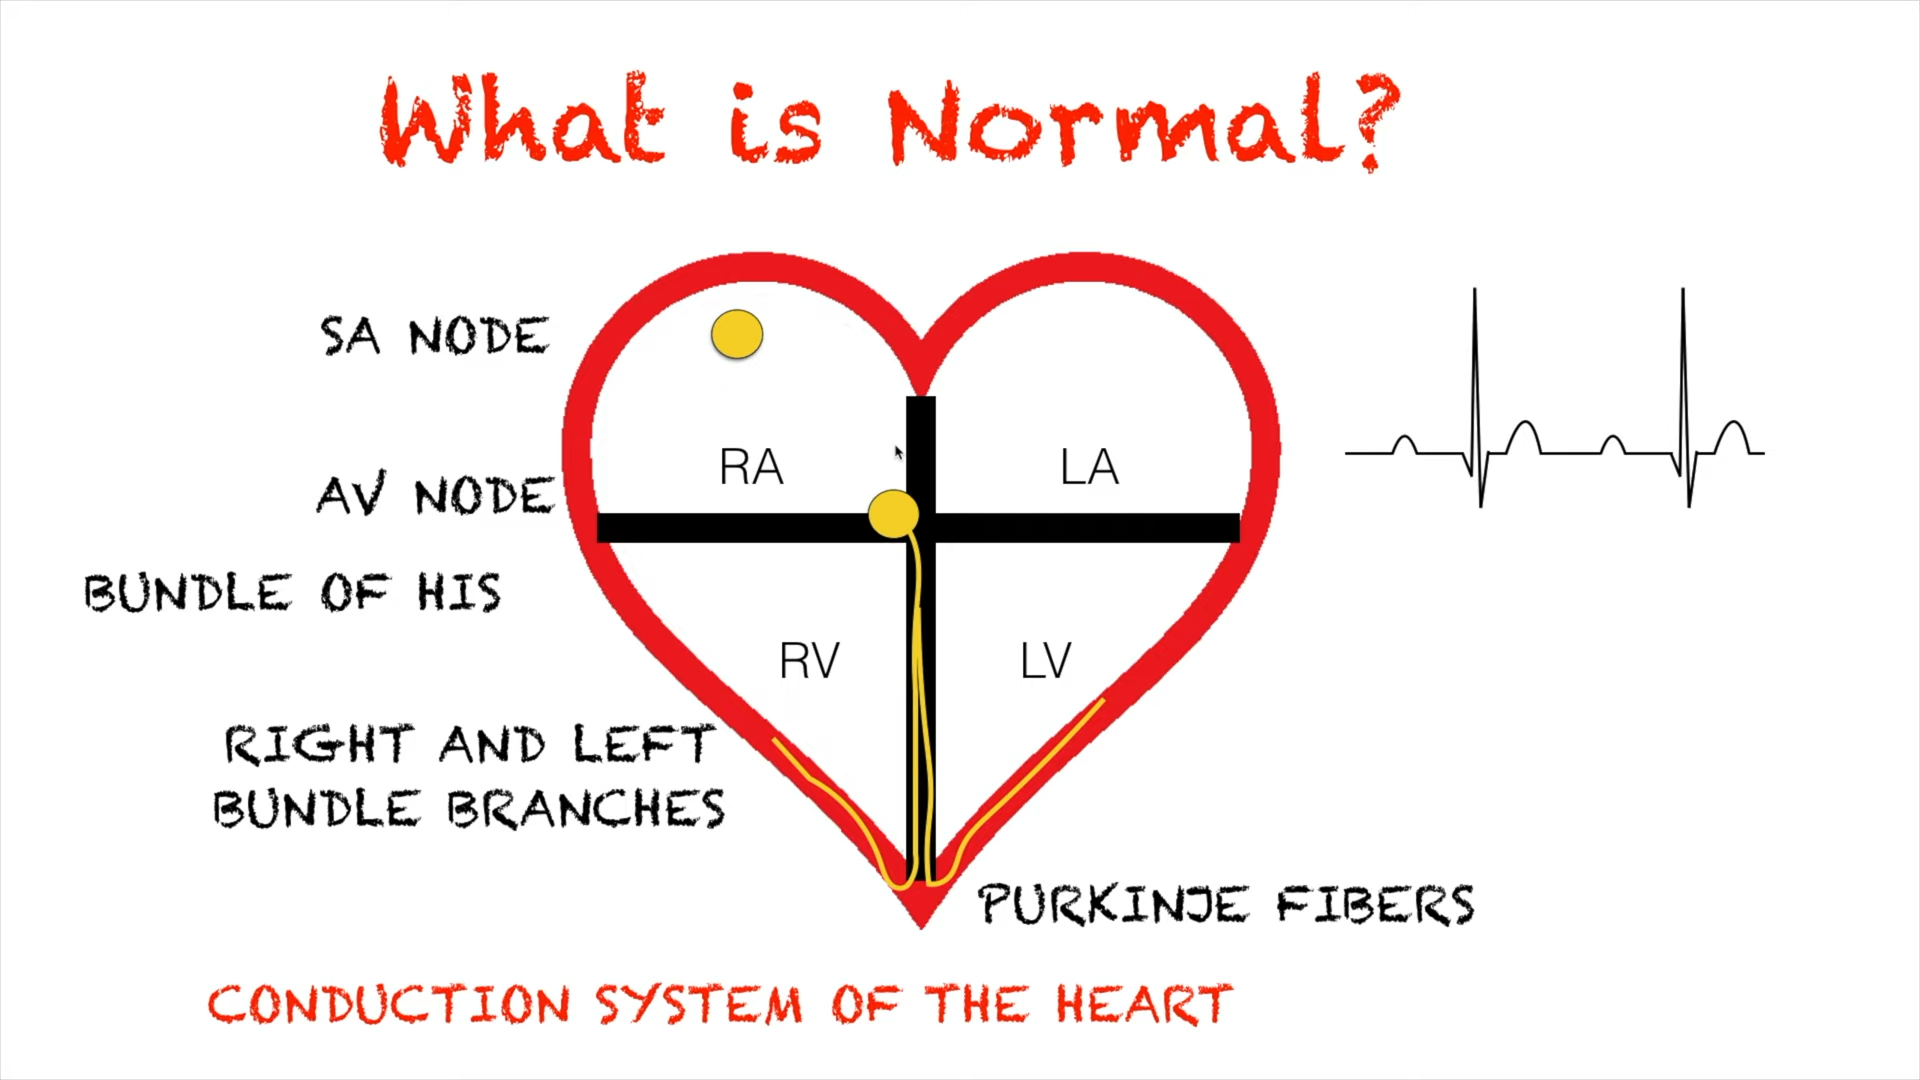 What is Normal?
SA NODE
RA
LA
AV NODE
BUNDLE OF HIS
RV
LV
RIGHT AND LEFT
BUNDLE BRANCHES
PURKINJE FIBERS
CONDUCTION SYSTEM OF THE HEART